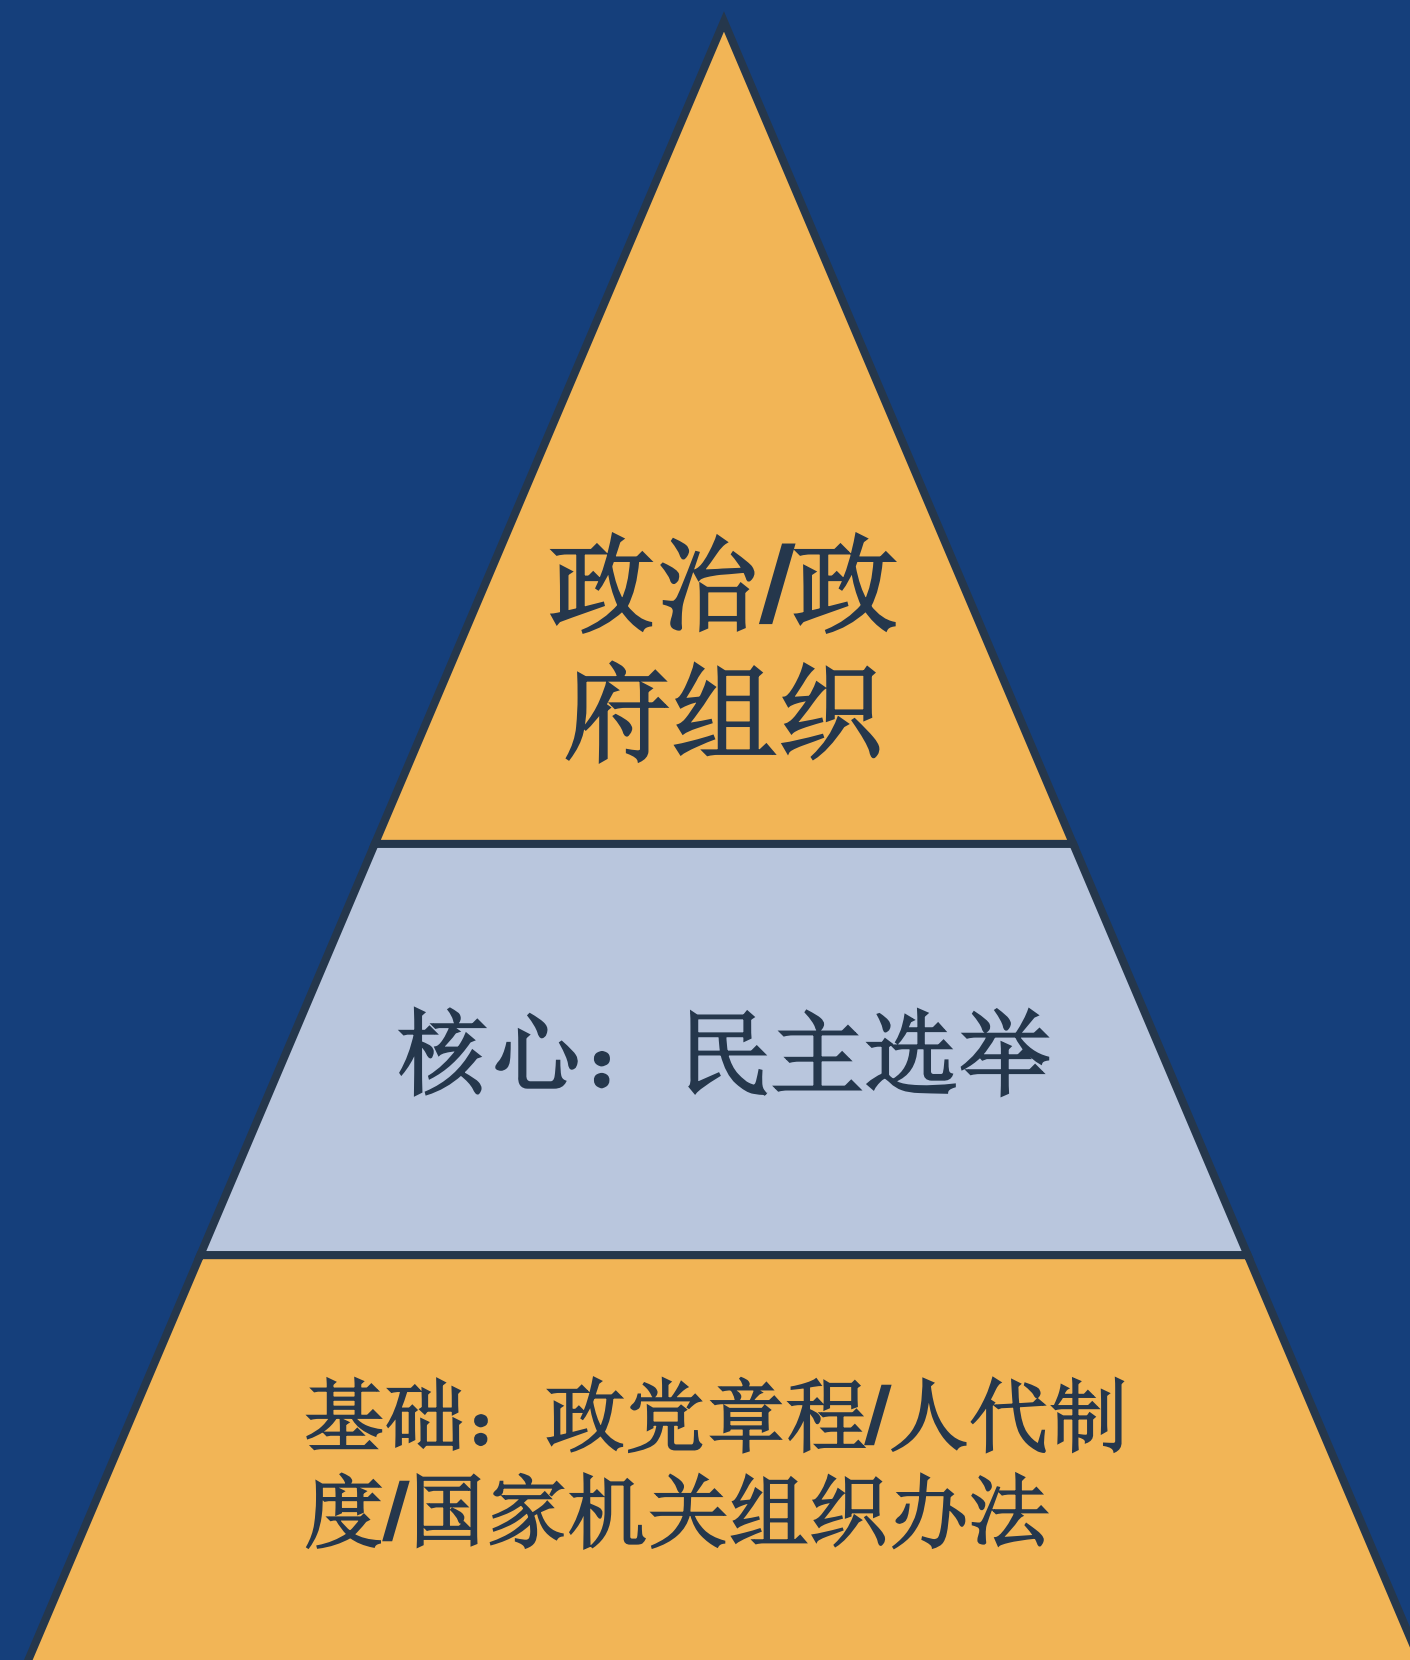 政治/政
府组织
核心：民主选举
基础：政党章程/人代制
度/国家机关组织办法